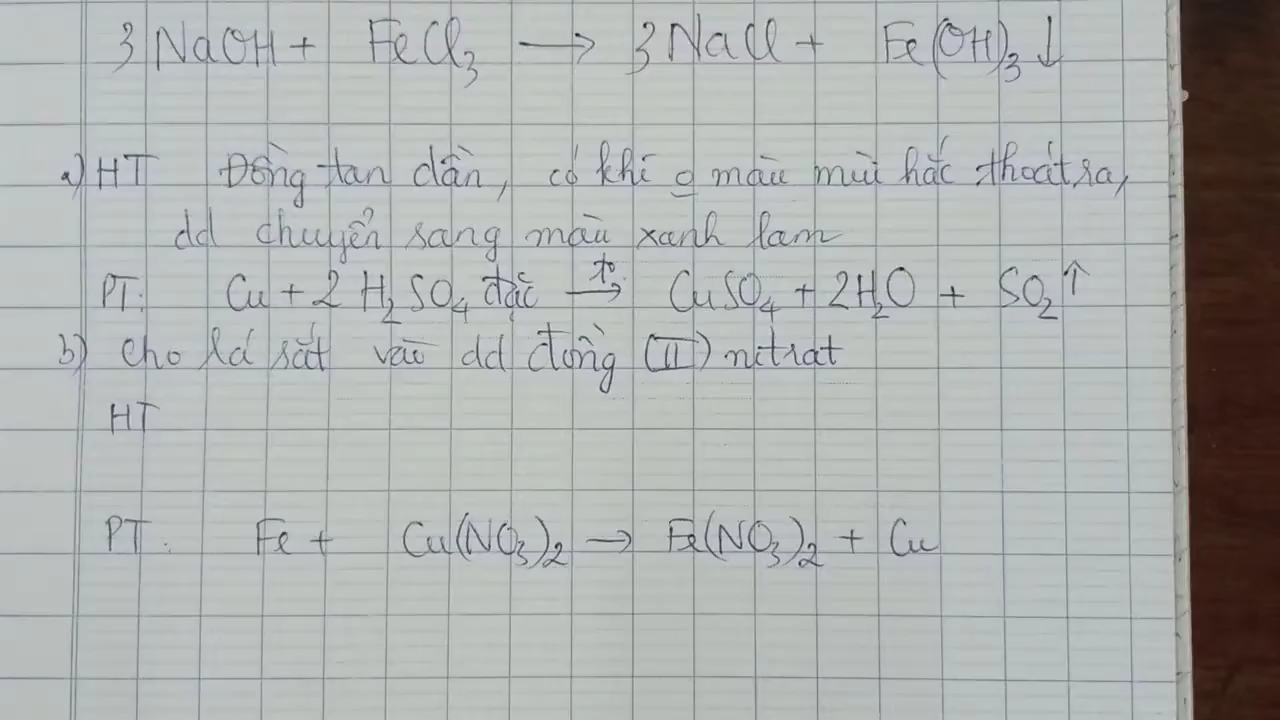 3NaOH + FeCl₃ → 3NaCl + Fe(OH)₃↓
a) HT Đồng tan dần, có khí o màu mùi hắc thoát ra,
dd chuyển sang màu xanh lam
PT: Cu + 2H₂SO₄ đặc t°→ CuSO₄ + 2H₂O + SO₂↑
b) Cho lá sắt vào dd đồng (II) nitrat
HT
PT: Fe + Cu(NO₃)₂ → Fe(NO₃)₂ + Cu